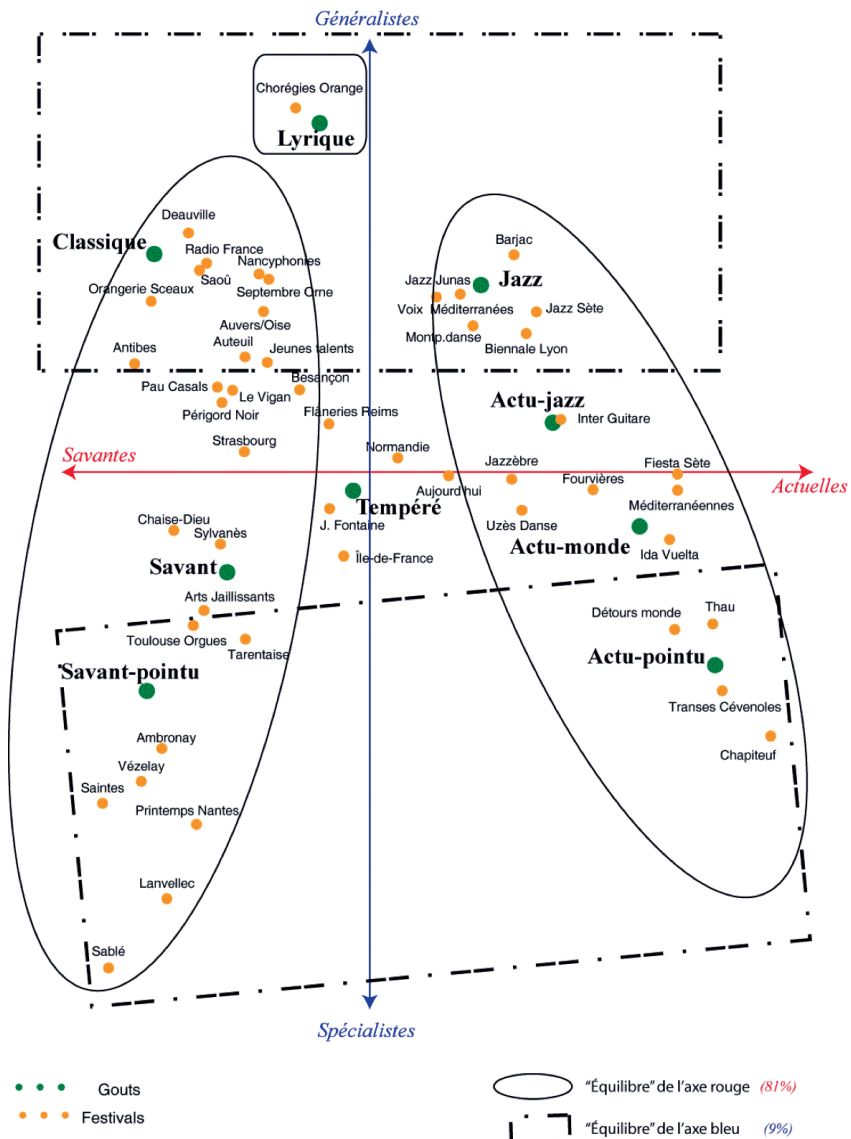 Généralistes
Chorégies Orange
Lyrique
Deauville
Classique
Radio France
Nancyphonies
Saoû
Orangerie Sceaux
Septembre Orne
Auvers/Oise
Auteuil
Antibes
Jeunes talents
Besançon
Pau Casals
Le Vigan
Périgord Noir
Flâneries Reims
Strasbourg
Barjac
Jazz Junas
Jazz
Voix Méditerranées
Jazz Sète
Montp.danse
Biennale Lyon
Actu-jazz
Inter Guitare
Normandie
Savantes
Jazzèbre
Fiesta Sète
Fourvières
Actuelles
Aujourd'hui
Tempéré
Méditerranéennes
J. Fontaine
Uzès Danse
Chaise-Dieu
Sylvanès
Actu-monde
Île-de-France
Ida Vuelta
Savant
Arts Jaillissants
Détours monde
Thau
Toulouse Orgues
Tarentaise
Actu-pointu
Savant-pointu
Transes Cévenoles
Ambronay
Chapiteuf
Vézelay
Saintes
Printemps Nantes
Lanvellec
Sablé
Spécialistes
Gouts
Festivals
"Équilibre" de l'axe rouge (81%)
"Équilibre" de l'axe bleu (9%)